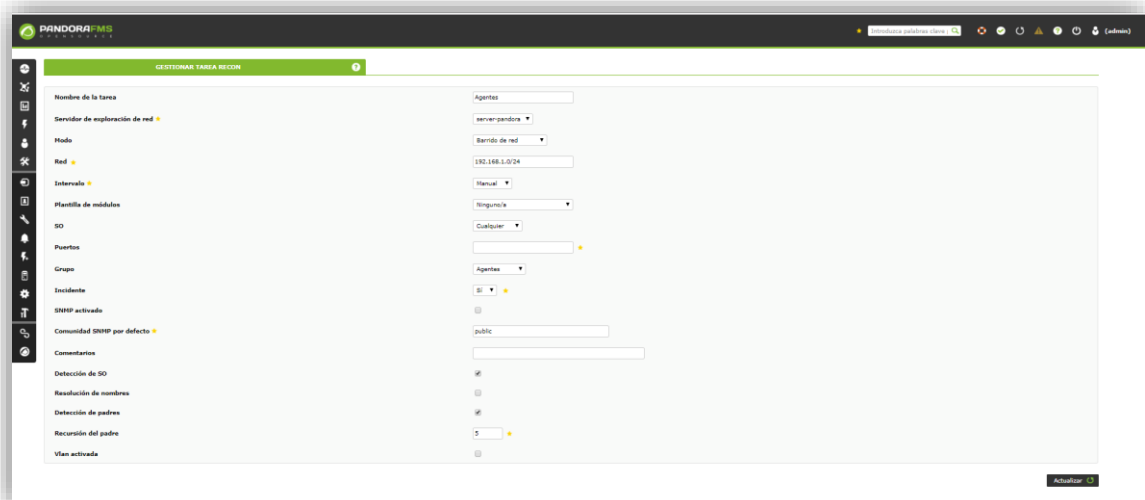 PANDORAFMS
OPENSOURCE
Introduzca palabras clave
(admin)
GESTIONAR TAREA RECON
Nombre de la tarea Agentes
Servidor de exploración de red server-pandora
Modo Barrido de red
Red 192.168.1.0/24
Intervalo Manual
Plantilla de módulos Ninguno/a
SO Cualquier
Puertos
Grupo Agentes
Incidente Sí
SNMP activado
Comunidad SNMP por defecto public
Comentarios
Detección de SO
Resolución de nombres
Detección de padres
Recursión del padre 5
Vlan activada
Actualizar